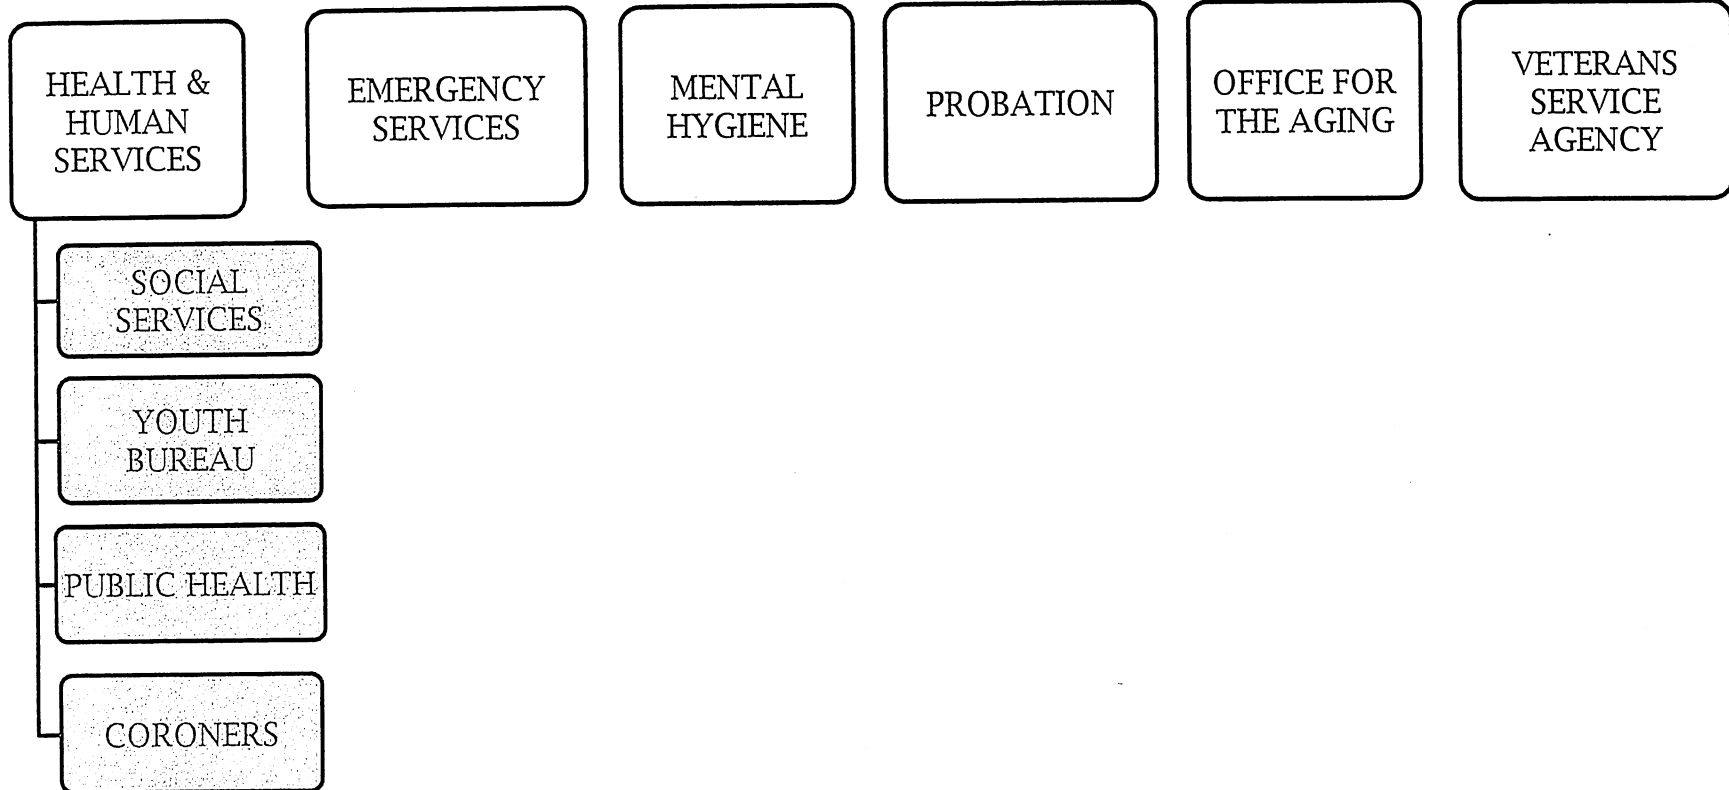 HEALTH &
HUMAN
SERVICES
EMERGENCY
SERVICES
MENTAL
HYGIENE
PROBATION
OFFICE FOR
THE AGING
VETERANS
SERVICE
AGENCY
SOCIAL
SERVICES
YOUTH
BUREAU
PUBLIC HEALTH
CORONERS